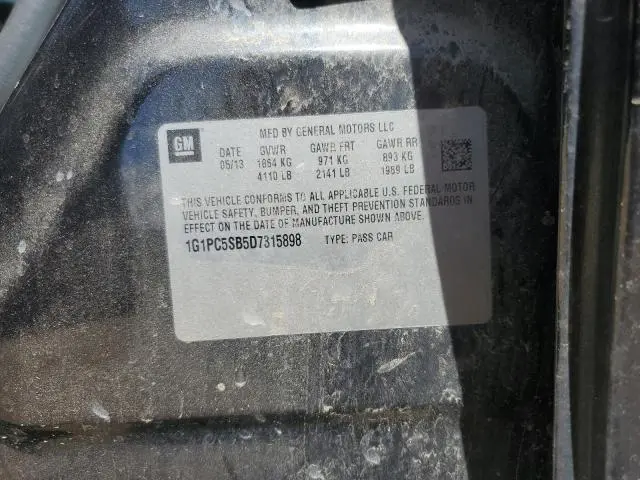 GM
MFD BY GENERAL MOTORS LLC
DATE GVWR GAWR FRT GAWR RR
05/13 1864 KG 971 KG 893 KG
4110 LB 2141 LB 1969 LB
THIS VEHICLE CONFORMS TO ALL APPLICABLE U.S. FEDERAL MOTOR
VEHICLE SAFETY, BUMPER, AND THEFT PREVENTION STANDARDS IN
EFFECT ON THE DATE OF MANUFACTURE SHOWN ABOVE.
1G1PC5SB5D7315898 TYPE: PASS CAR